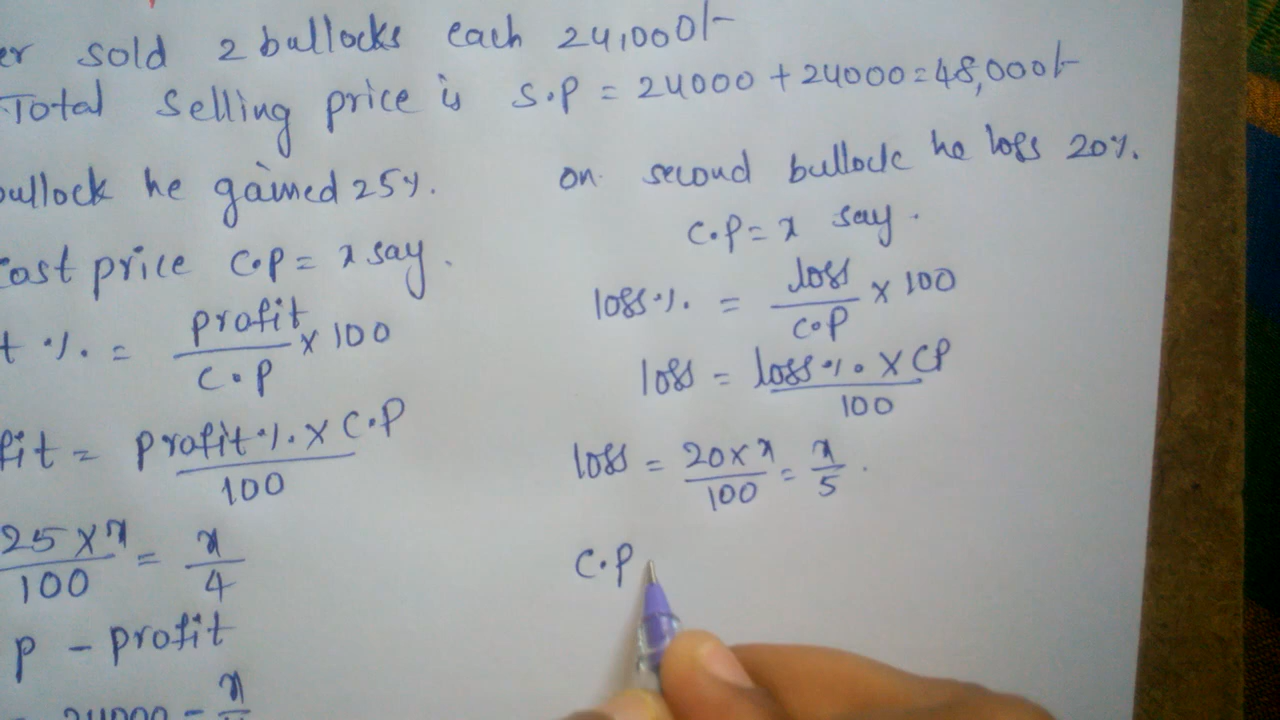 er sold 2 bullocks each 24,000/-
Total selling price is S.P = 24000 + 24000 = 48,000/-
bullock he gained 25%.
Cost price C.P = x say.
t % = profit/C.P × 100
fit = profit % × C.P/100
25 × x/100 = x/4
P - profit
24000 - x
on second bullock he loss 20%.
C.P = x say.
loss % = loss/C.P × 100
loss = loss % × CP/100
loss = 20 × x/100 = x/5.
C.P